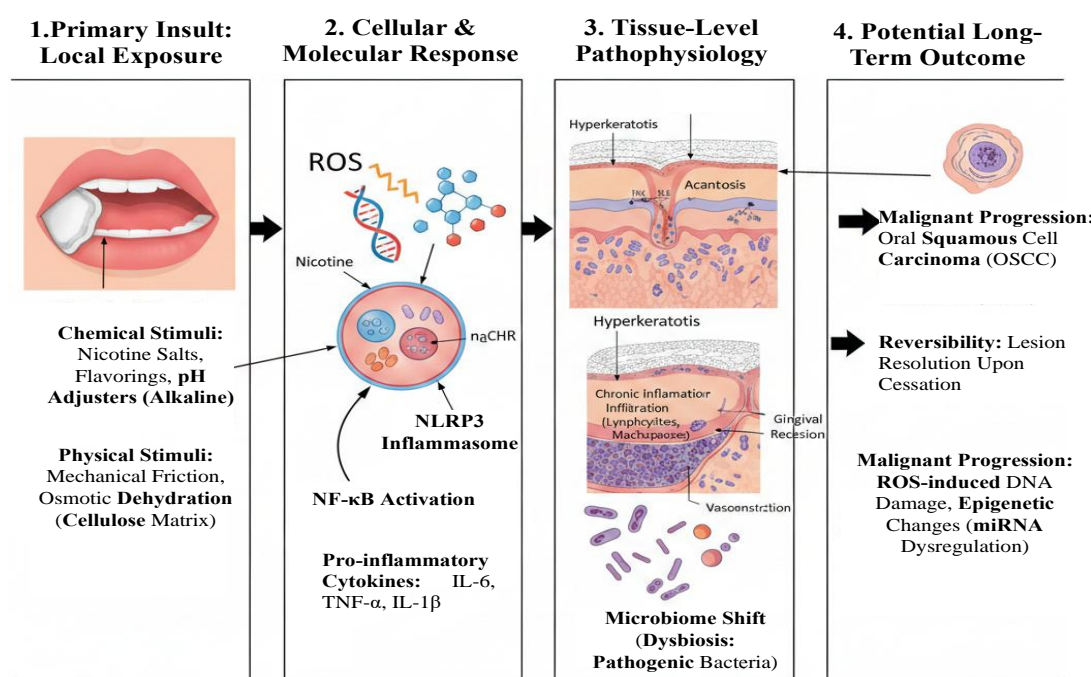 1.Primary Insult:
Local Exposure
Chemical Stimuli:
Nicotine Salts,
Flavorings, pH
Adjusters (Alkaline)
Physical Stimuli:
Mechanical Friction,
Osmotic Dehydration
(Cellulose Matrix)
2. Cellular &
Molecular Response
ROS
Nicotine
naCHR
NLRP3
Inflammasome
NF-κB Activation
Pro-inflammatory
Cytokines: IL-6,
TNF-α, IL-1β
3. Tissue-Level
Pathophysiology
Hyperkeratotis
Acantosis
Hyperkeratotis
Chronic Inflamation
Gingival
Recesion
Microbiome Shift
(Dysbiosis:
Pathogenic Bacteria)
4. Potential Long-
Term Outcome
Malignant Progression:
Oral Squamous Cell
Carcinoma (OSCC)
Reversibility: Lesion
Resolution Upon
Cessation
Malignant Progression:
ROS-induced DNA
Damage, Epigenetic
Changes (miRNA
Dysregulation)